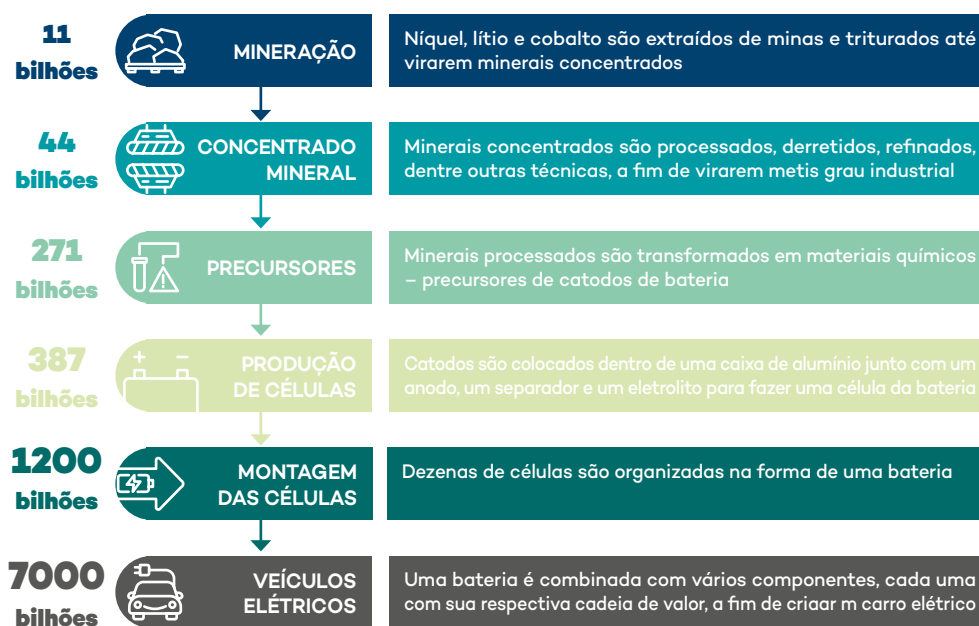 11
bilhões
MINERAÇÃO
Níquel, lítio e cobalto são extraídos de minas e triturados até
virarem minerais concentrados
44
bilhões
CONCENTRADO
MINERAL
Minerais concentrados são processados, derretidos, refinados,
dentre outras técnicas, a fim de virarem metis grau industrial
271
bilhões
PRECURSORES
Minerais processados são transformados em materiais químicos
– precursores de catodos de bateria
387
bilhões
PRODUÇÃO
DE CÉLULAS
Catodos são colocados dentro de uma caixa de alumínio junto com um
anodo, um separador e um eletrolito para fazer uma célula da bateria
1200
bilhões
MONTAGEM
DAS CÉLULAS
Dezenas de células são organizadas na forma de uma bateria
7000
bilhões
VEÍCULOS
ELÉTRICOS
Uma bateria é combinada com vários componentes, cada uma
com sua respectiva cadeia de valor, a fim de criaar m carro elétrico